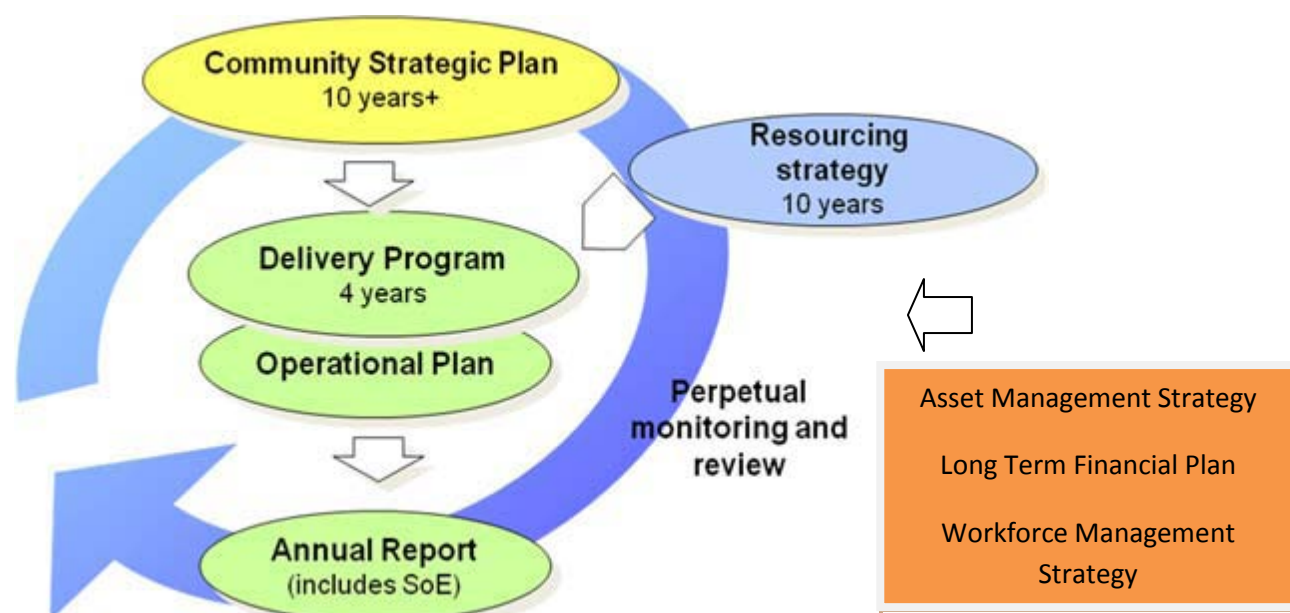 Community Strategic Plan
10 years+
Resourcing
strategy
10 years
Delivery Program
4 years
Operational Plan
Perpetual
monitoring and
review
Annual Report
(includes SoE)
Asset Management Strategy
Long Term Financial Plan
Workforce Management
Strategy